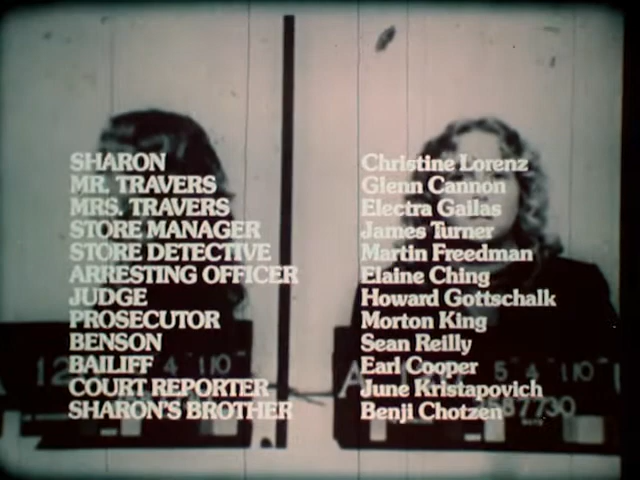 SHARON Christine Lorenz
MR. TRAVERS Glenn Cannon
MRS. TRAVERS Electra Gailas
STORE MANAGER James Turner
STORE DETECTIVE Martin Freedman
ARRESTING OFFICER Elaine Ching
JUDGE Howard Gottschalk
PROSECUTOR Morton King
BENSON Sean Reilly
BAILIFF Earl Cooper
COURT REPORTER June Kristapovich
SHARON'S BROTHER Benji Chotzen